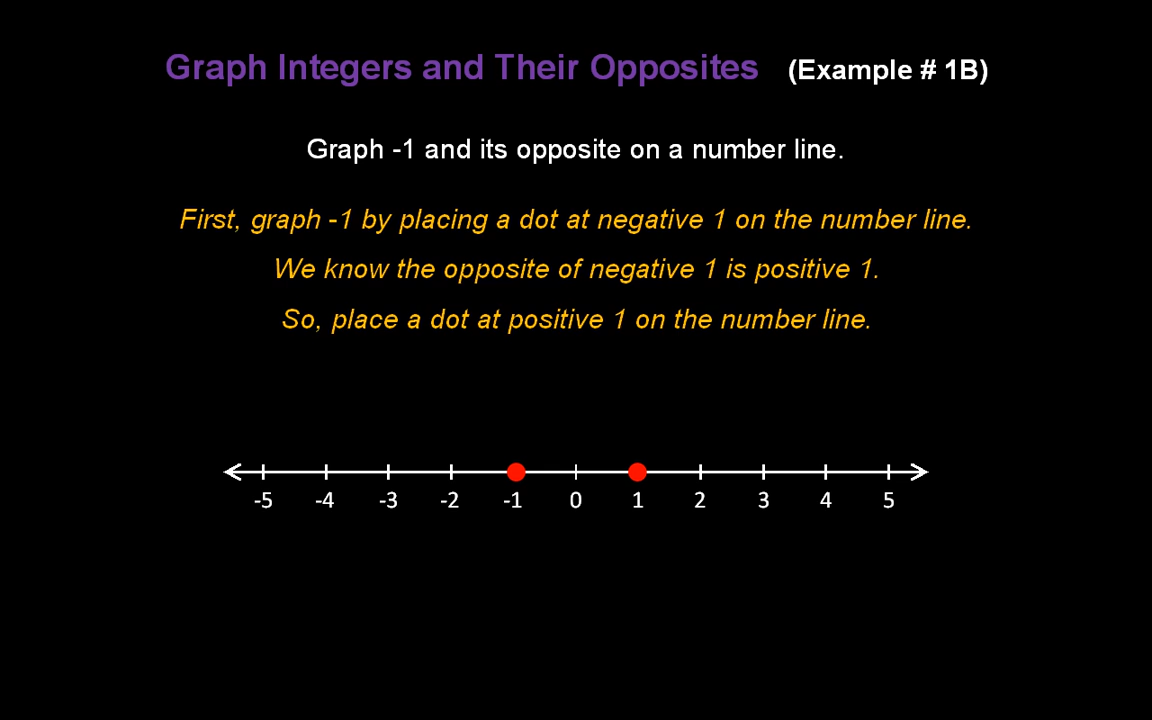 Graph Integers and Their Opposites (Example # 1B)
Graph -1 and its opposite on a number line.
First, graph -1 by placing a dot at negative 1 on the number line.
We know the opposite of negative 1 is positive 1.
So, place a dot at positive 1 on the number line.
-5 -4 -3 -2 -1 0 1 2 3 4 5